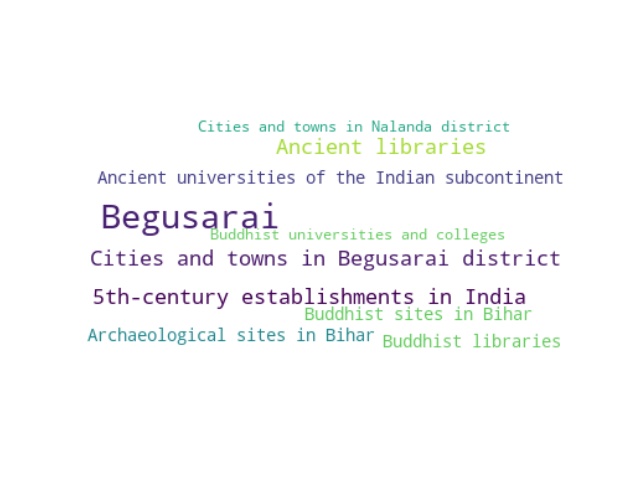 Cities and towns in Nalanda district
Ancient libraries
Ancient universities of the Indian subcontinent
Begusarai
Buddhist universities and colleges
Cities and towns in Begusarai district
5th-century establishments in India
Buddhist sites in Bihar
Archaeological sites in Bihar
Buddhist libraries